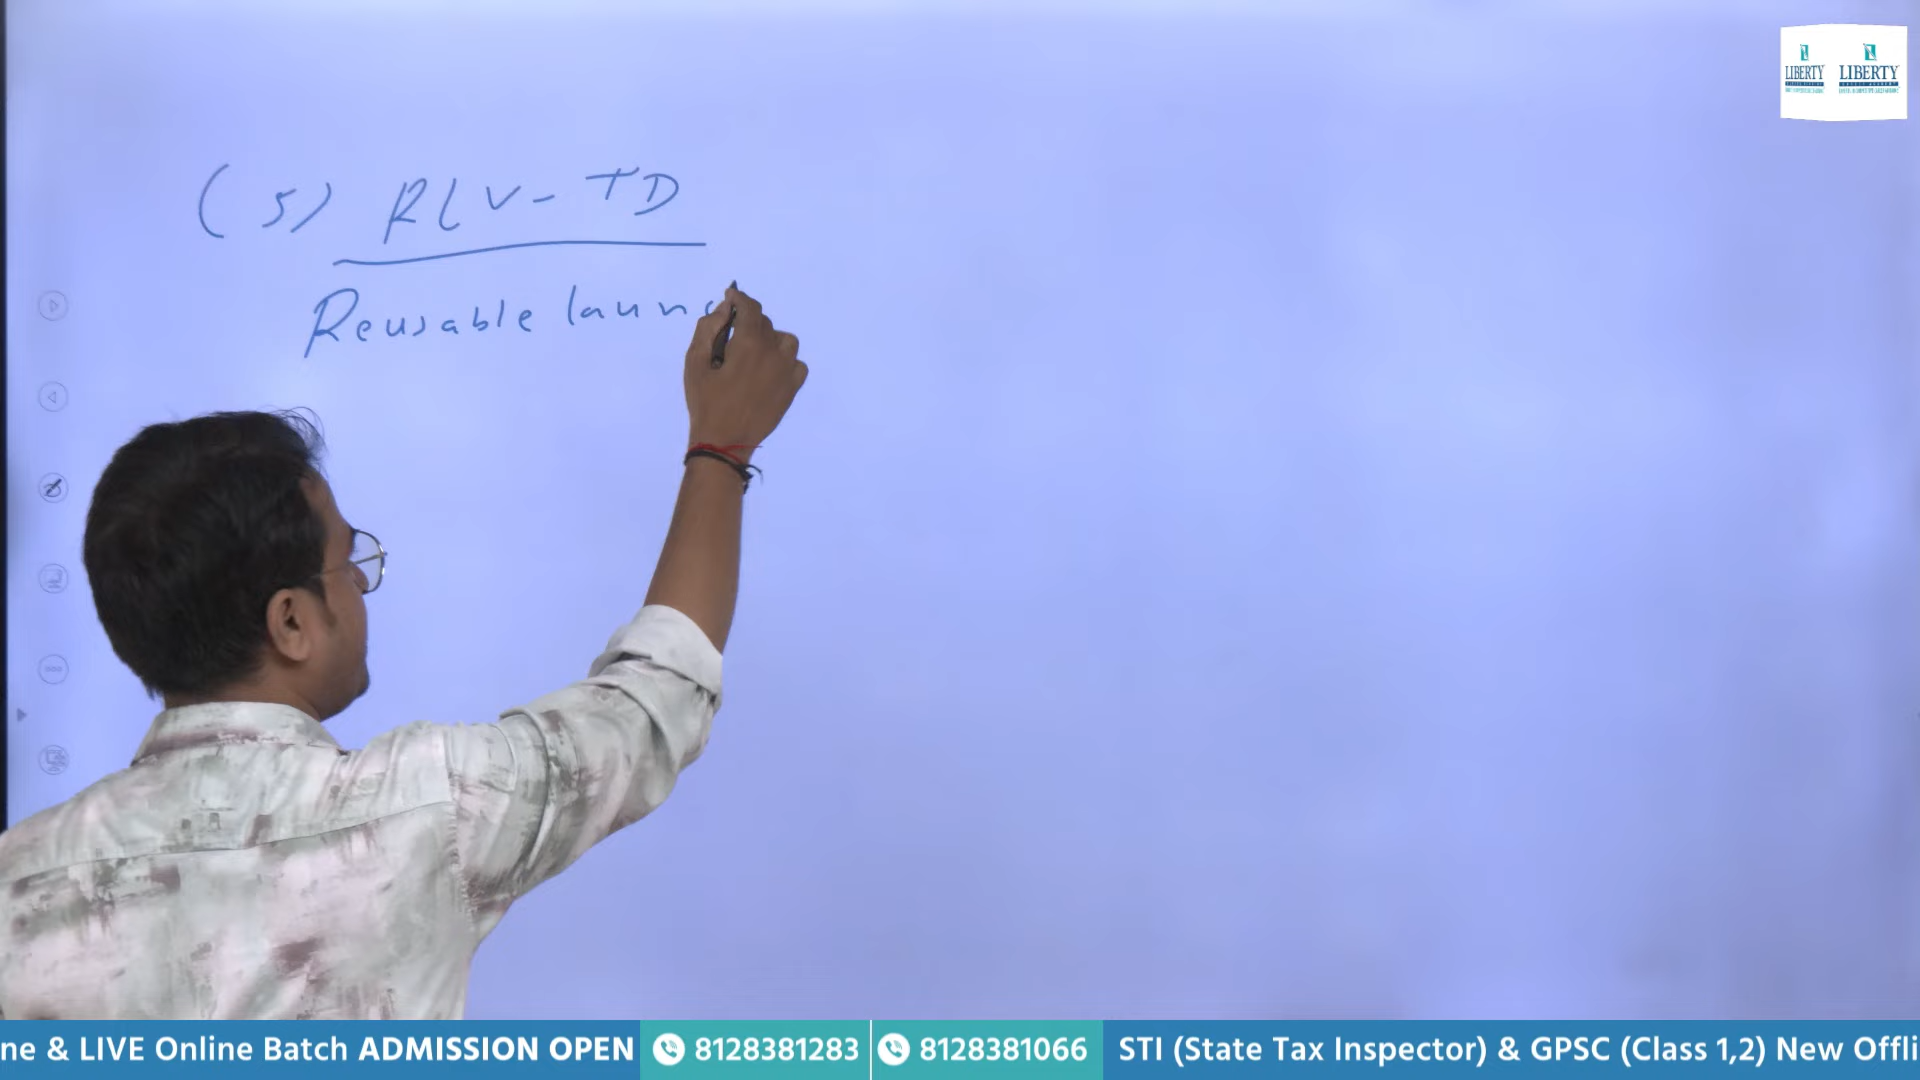 (5) RLV-TD
Reusable launc
LIBERTY LIBERTY
ne & LIVE Online Batch ADMISSION OPEN 8128381283 8128381066 STI (State Tax Inspector) & GPSC (Class 1,2) New Offli